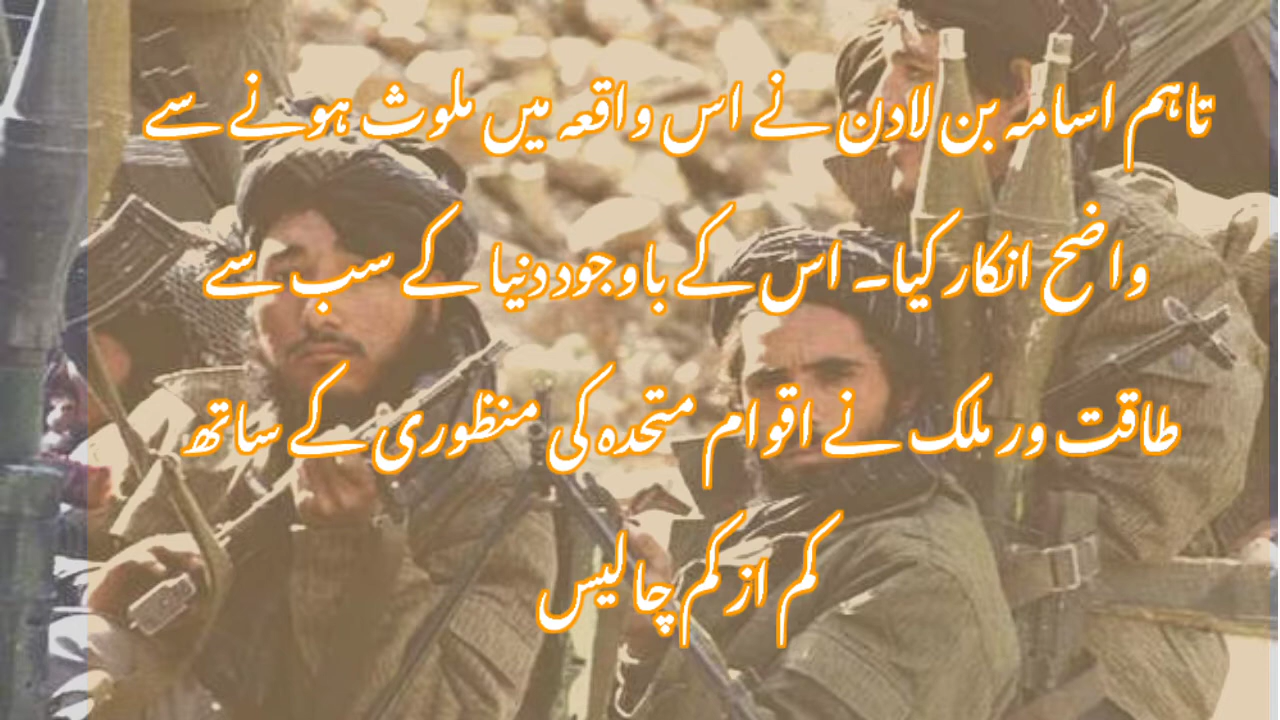 تاہم اسامہ بن لادن نے اس واقعہ میں ملوث ہونے سے
واضح انکار کیا۔ اس کے باوجود دنیا کے سب سے
طاقت ور ملک نے اقوام متحدہ کی منظوری کے ساتھ
کم از کم چالیس